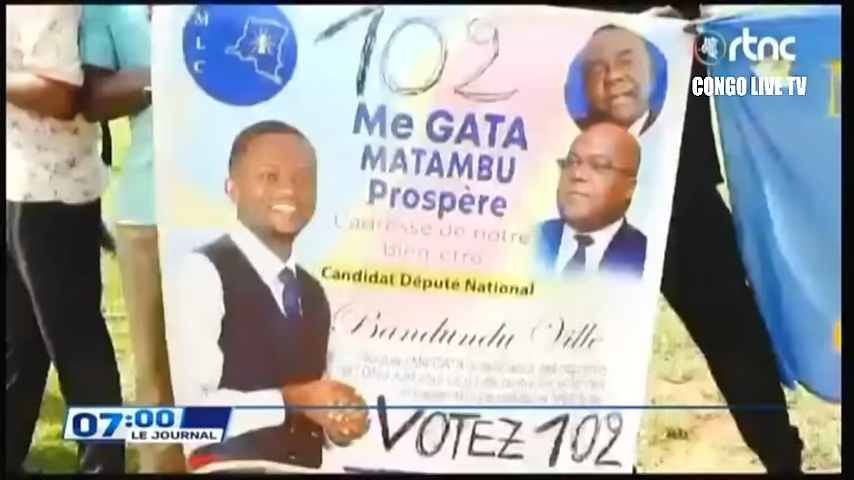 MLC
102
rtnc
CONGO LIVE TV
Me GATA
MATAMBU
Prospère
L'adresse de notre
bien etre
Candidat Député National
Bandundu Ville
07:00
LE JOURNAL
VOTEZ 102